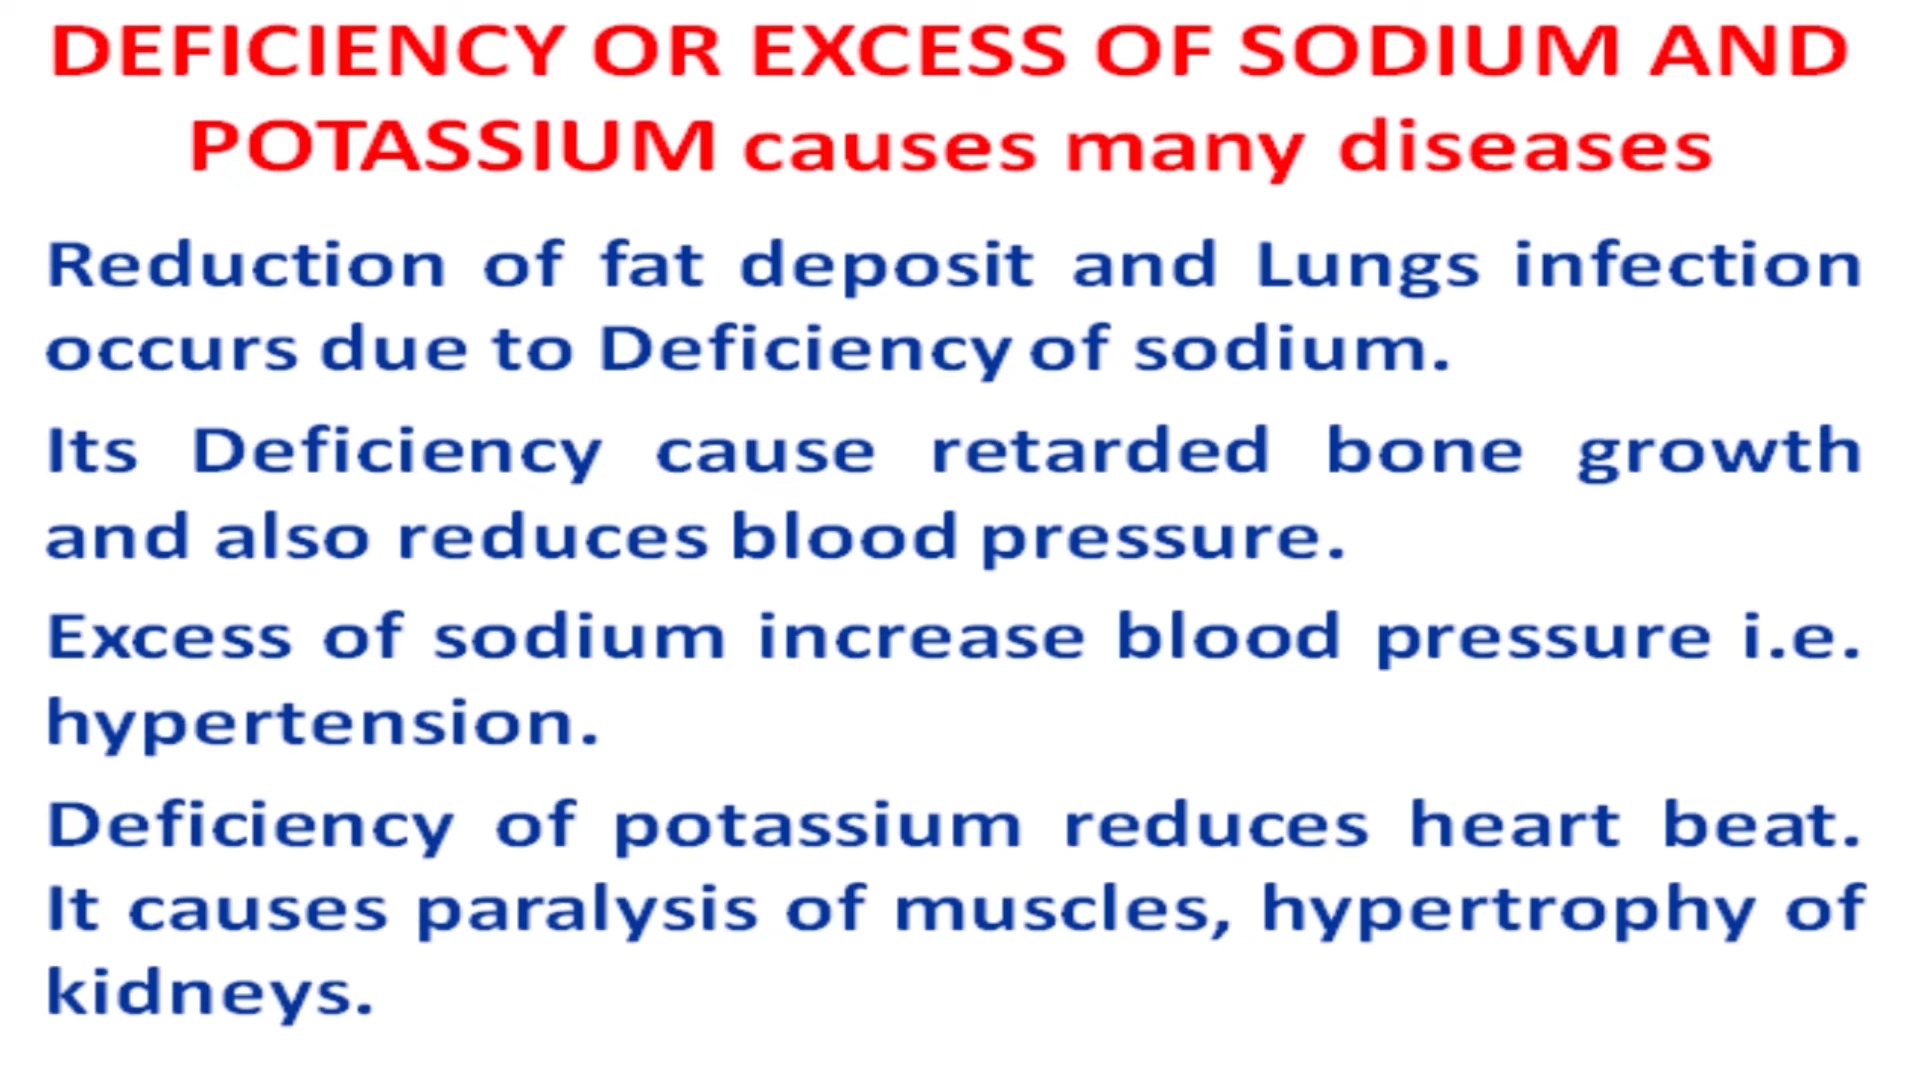 DEFICIENCY OR EXCESS OF SODIUM AND
POTASSIUM causes many diseases
Reduction of fat deposit and Lungs infection
occurs due to Deficiency of sodium.
Its Deficiency cause retarded bone growth
and also reduces blood pressure.
Excess of sodium increase blood pressure i.e.
hypertension.
Deficiency of potassium reduces heart beat.
It causes paralysis of muscles, hypertrophy of
kidneys.